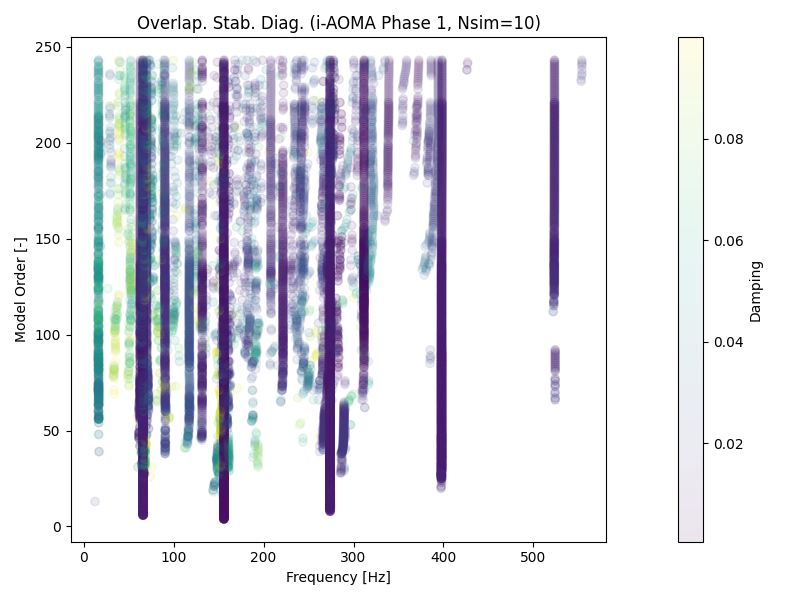 Overlap. Stab. Diag. (i-AOMA Phase 1, Nsim=10)
250
200
150
100
50
0
Model Order [-]
0 100 200 300 400 500
Frequency [Hz]
0.08
0.06
0.04
0.02
Damping